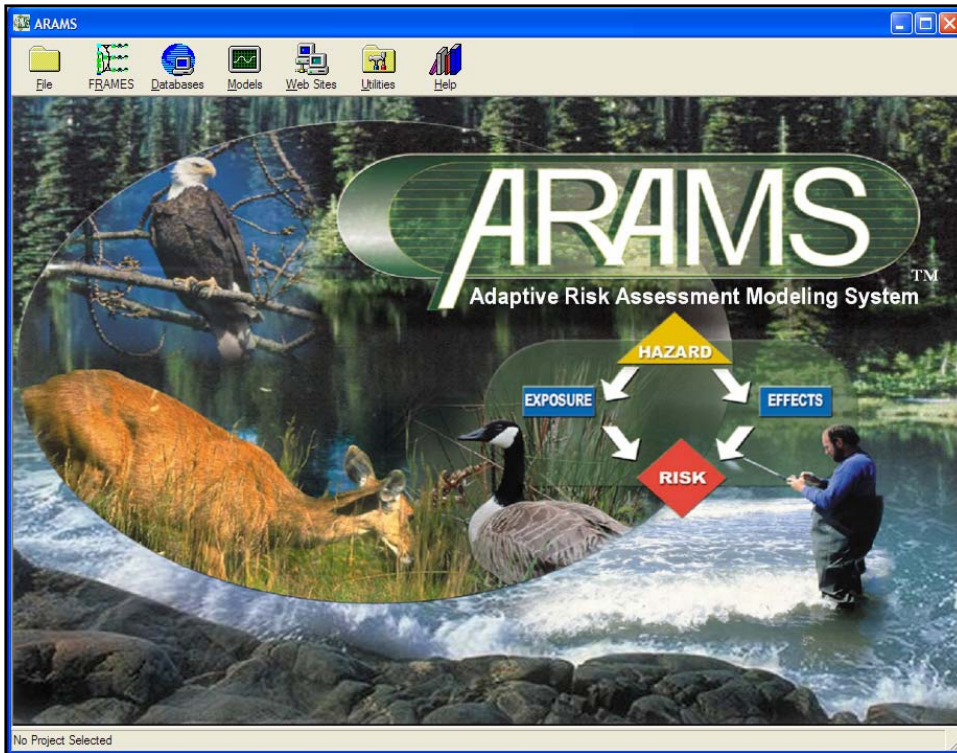 ARAMS
File
FRAMES
Databases
Models
Web Sites
Utilities
Help
ARAMS
TM
Adaptive Risk Assessment Modeling System
HAZARD
EXPOSURE
EFFECTS
RISK
No Project Selected